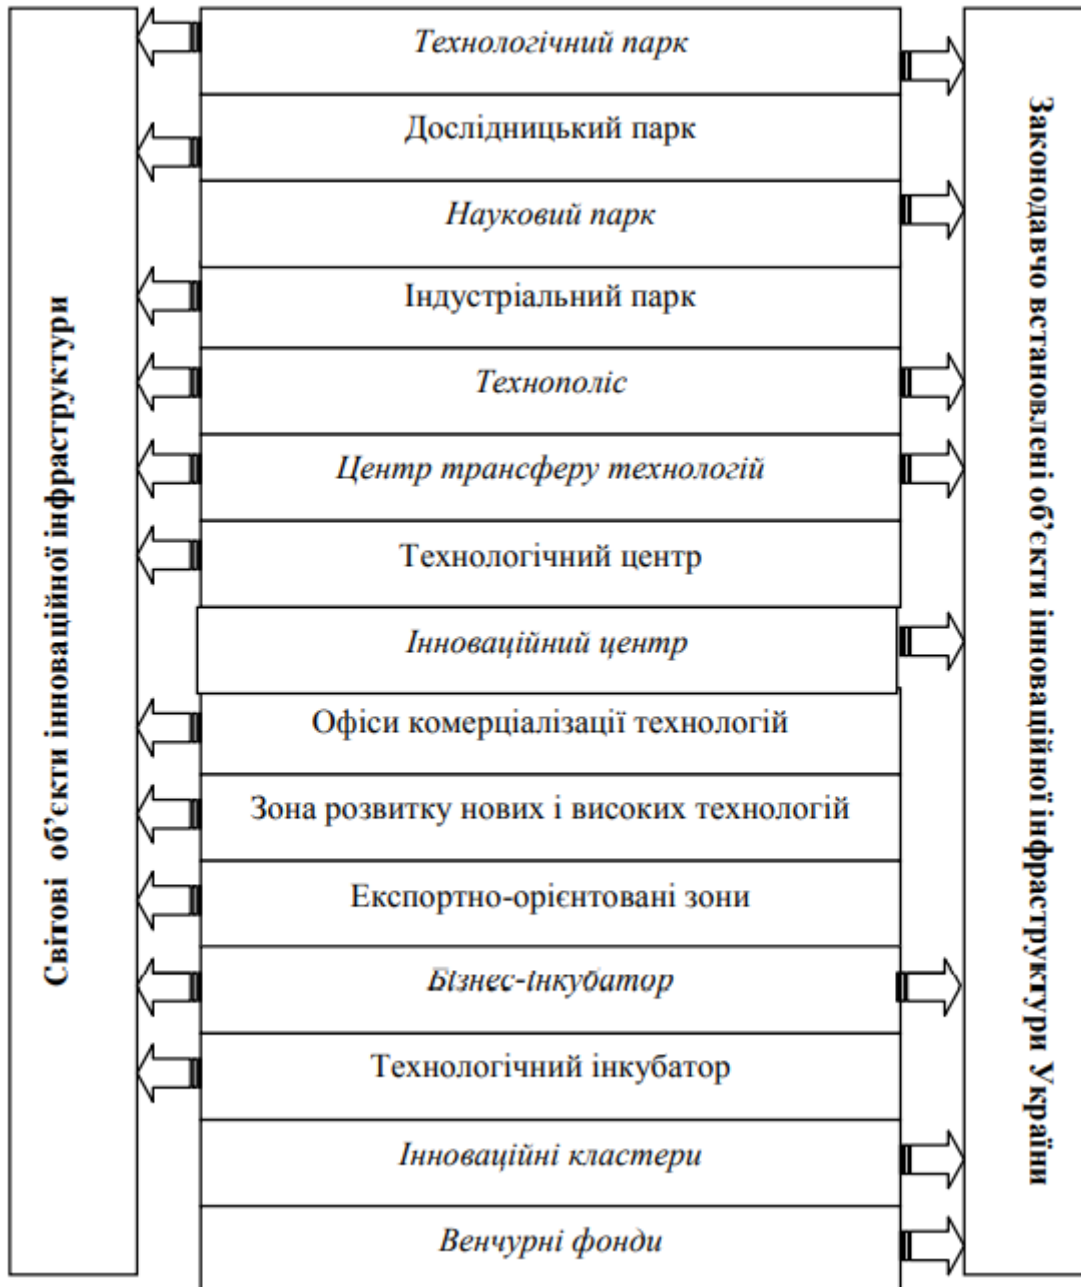 Світові об’єкти інноваційної інфраструктури
Технологічний парк
Дослідницький парк
Науковий парк
Індустріальний парк
Технополіс
Центр трансферу технологій
Технологічний центр
Інноваційний центр
Офіси комерціалізації технологій
Зона розвитку нових і високих технологій
Експортно-орієнтовані зони
Бізнес-інкубатор
Технологічний інкубатор
Інноваційні кластери
Венчурні фонди
Законодавчо встановлені об’єкти інноваційної інфраструктури України